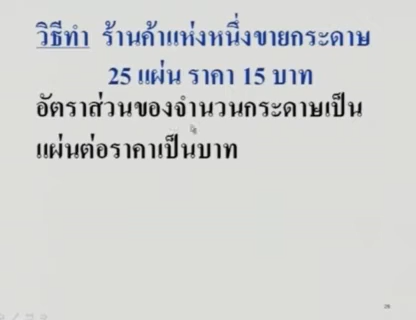 วิธีทำ ร้านค้าแห่งหนึ่งขายกระดาษ
25 แผ่น ราคา 15 บาท
อัตราส่วนของจำนวนกระดาษเป็น
แผ่นต่อราคาเป็นบาท